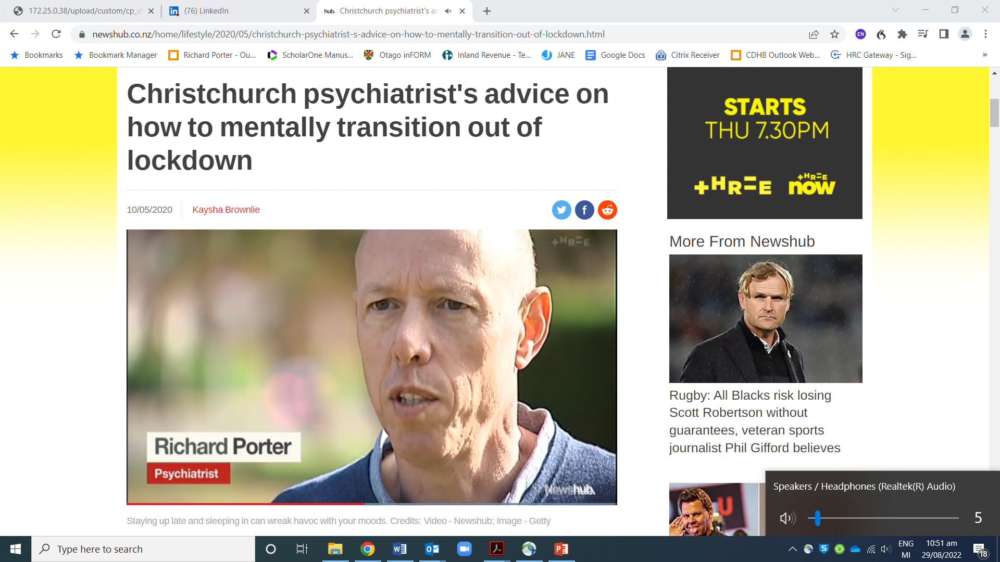 172.25.0.38/upload/custom/cp_d
(76) LinkedIn
hub. Christchurch psychiatrist's ad
newshub.co.nz/home/lifestyle/2020/05/christchurch-psychiatrist-s-advice-on-how-to-mentally-transition-out-of-lockdown.html
EN
Bookmarks
Bookmark Manager
Richard Porter - Ou...
ScholarOne Manus...
Otago inFORM
Inland Revenue - Te...
JANE
Google Docs
Citrix Receiver
CDHB Outlook Web...
HRC Gateway - Sig...
»
Christchurch psychiatrist's advice on
how to mentally transition out of
lockdown
10/05/2020
Kaysha Brownlie
+HR=E
Richard Porter
Psychiatrist
Newshub.
Staying up late and sleeping in can wreak havoc with your moods. Credits: Video - Newshub; Image - Getty
STARTS
THU 7.30PM
+HR=E
+HR=E
now
More From Newshub
Rugby: All Blacks risk losing
Scott Robertson without
guarantees, veteran sports
journalist Phil Gifford believes
Speakers / Headphones (Realtek(R) Audio)
5
Type here to search
ENG
MI
10:51 am
29/08/2022
18